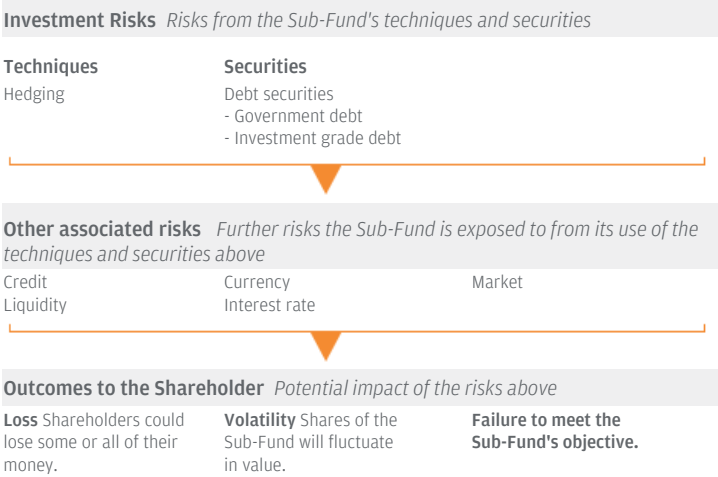 Investment Risks Risks from the Sub-Fund's techniques and securities
Techniques
Hedging
Securities
Debt securities
- Government debt
- Investment grade debt
Other associated risks Further risks the Sub-Fund is exposed to from its use of the
techniques and securities above
Credit
Liquidity
Currency
Interest rate
Market
Outcomes to the Shareholder Potential impact of the risks above
Loss Shareholders could
lose some or all of their
money.
Volatility Shares of the
Sub-Fund will fluctuate
in value.
Failure to meet the
Sub-Fund's objective.